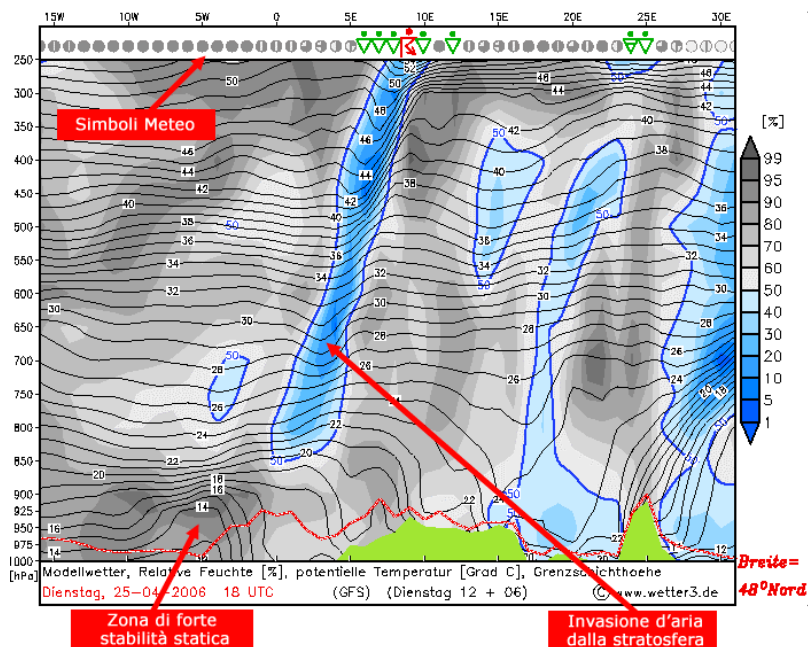 15W 10W 5W 0 5E 10E 15E 20E 25E 30E
Simboli Meteo
250
300
350
400
450
500
550
600
650
700
750
800
850
900
925
950
975
1000
[hPa]
[%]
99
95
90
80
70
60
50
40
30
20
10
5
1
Modellwetter, Relative Feuchte [%], potentielle Temperatur [Grad C], Grenzschichthoehe
Dienstag, 25-04-2006 18 UTC (GFS) (Dienstag 12 + 06) © www.wetter3.de
Breite=
48°Nord
Zona di forte
stabilità statica
Invasione d'aria
dalla stratosfera